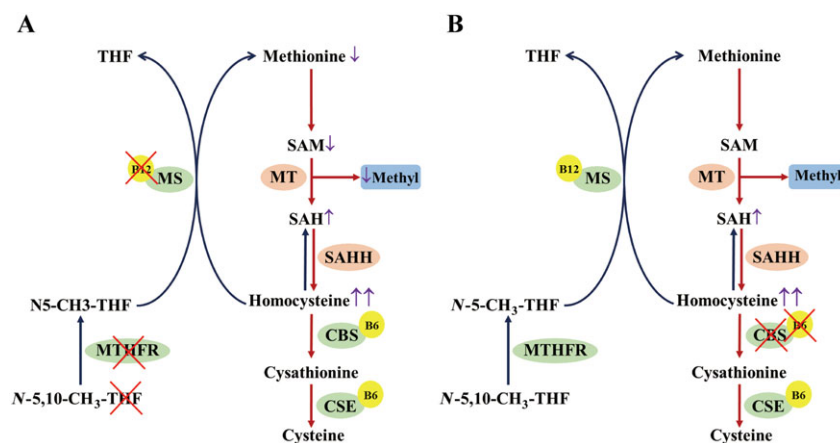 A
THF
Methionine ↓
SAM ↓
B12
MS
MT
↓ Methyl
SAH ↑
SAHH
N5-CH3-THF
Homocysteine ↑↑
MTHFR
CBS
B6
N-5,10-CH₃-THF
Cysathionine
CSE
B6
Cysteine
B
THF
Methionine
SAM
B12
MS
MT
Methyl
SAH ↑
SAHH
N-5-CH₃-THF
Homocysteine ↑↑
MTHFR
CBS
B6
N-5,10-CH₃-THF
Cysathionine
CSE
B6
Cysteine